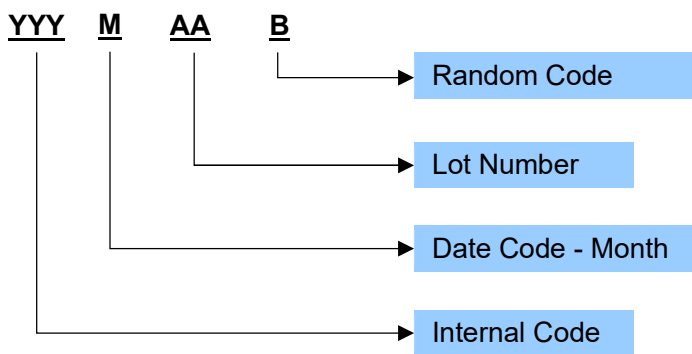 YYY M AA B
Random Code
Lot Number
Date Code - Month
Internal Code